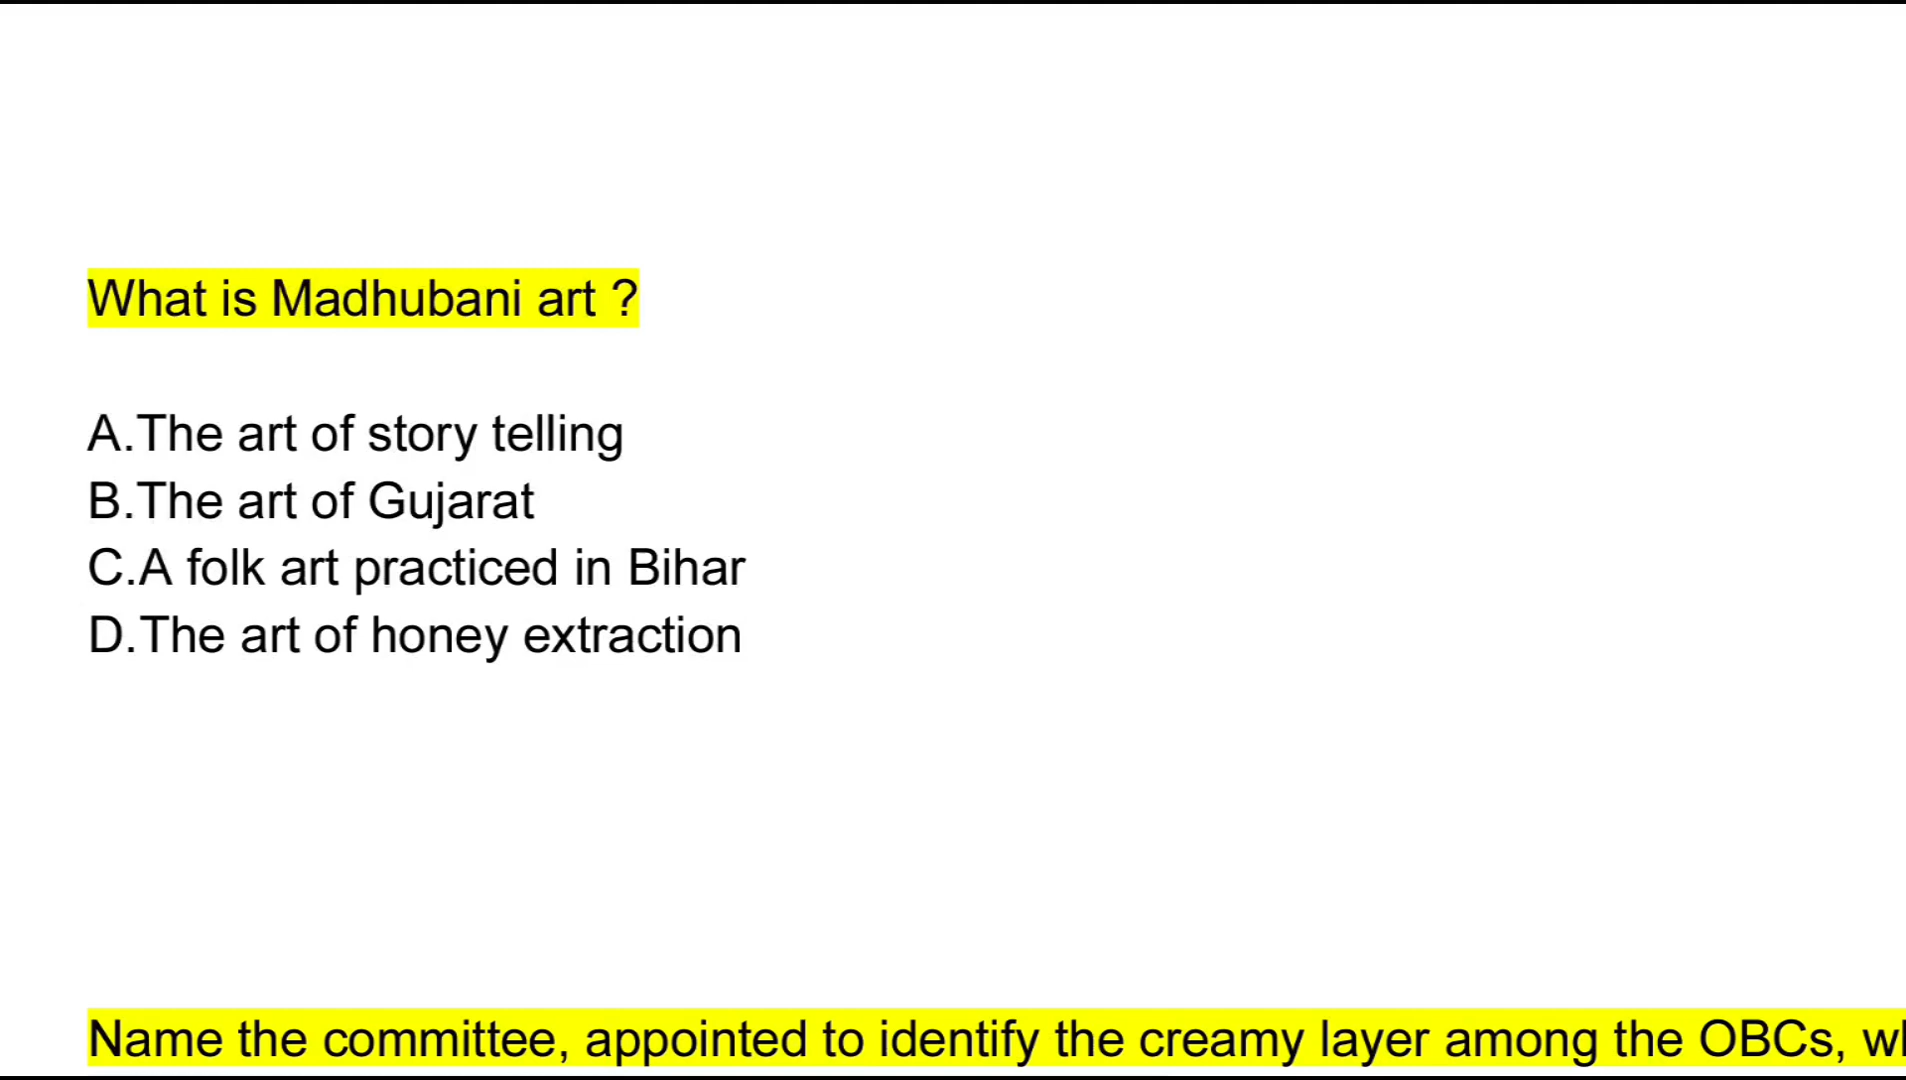 What is Madhubani art ?
A.The art of story telling
B.The art of Gujarat
C.A folk art practiced in Bihar
D.The art of honey extraction
Name the committee, appointed to identify the creamy layer among the OBCs,